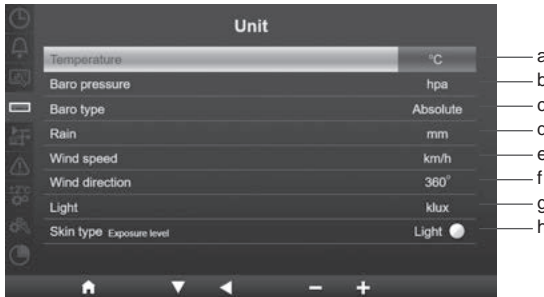 Unit
Temperature °C a
Baro pressure hpa b
Baro type Absolute c
Rain mm d
Wind speed km/h e
Wind direction 360° f
Light klux g
Skin type Exposure level Light h